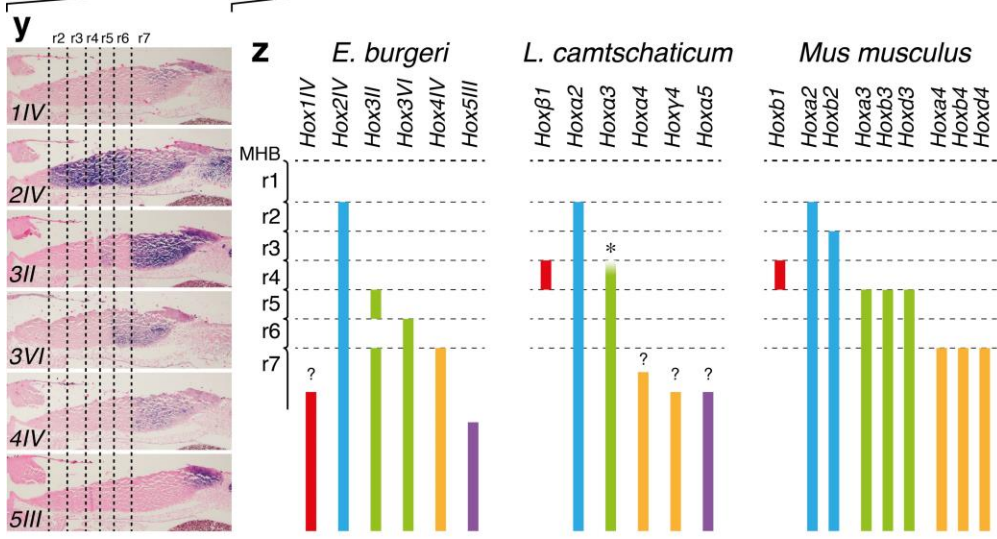 y
r2 r3 r4 r5 r6 r7
1IV
2IV
3II
3VI
4IV
5III
z
E. burgeri
L. camtschaticum
Mus musculus
Hox1IV
Hox2IV
Hox3II
Hox3VI
Hox4IV
Hox5III
Hoxβ1
Hoxα2
Hoxα3
Hoxα4
Hoxγ4
Hoxα5
Hoxb1
Hoxa2
Hoxb2
Hoxa3
Hoxb3
Hoxd3
Hoxa4
Hoxb4
Hoxd4
MHB
r1
r2
r3
*
r4
r5
r6
r7
? ? ? ?